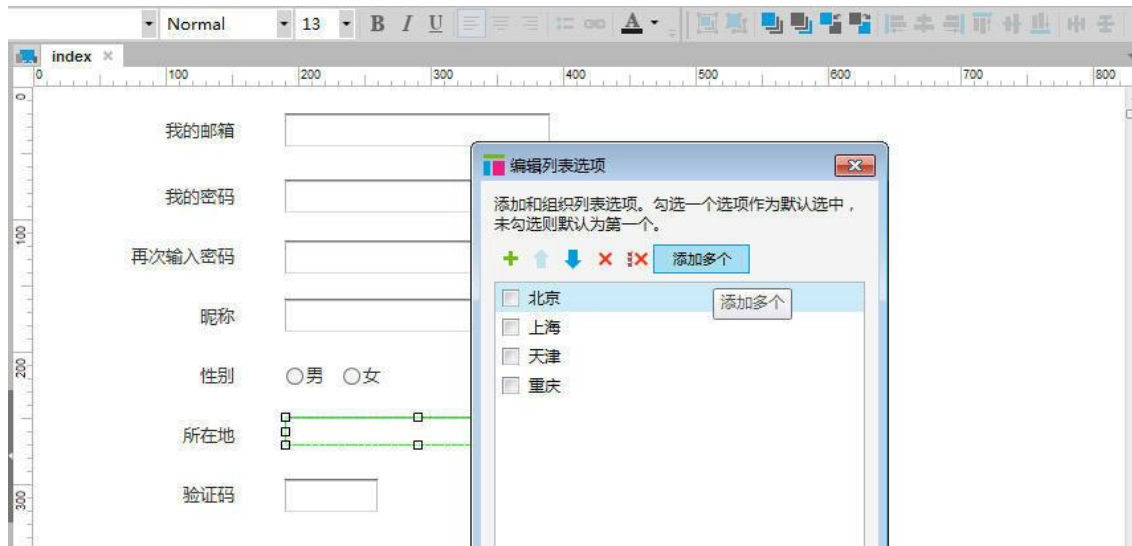 Normal 13 B I U A
index
0 100 200 300 400 500 600 700 800
0
100
200
300
我的邮箱
我的密码
再次输入密码
昵称
性别 男 女
所在地
验证码
编辑列表选项
添加和组织列表选项。勾选一个选项作为默认选中，
未勾选则默认为第一个。
添加多个
北京
添加多个
上海
天津
重庆